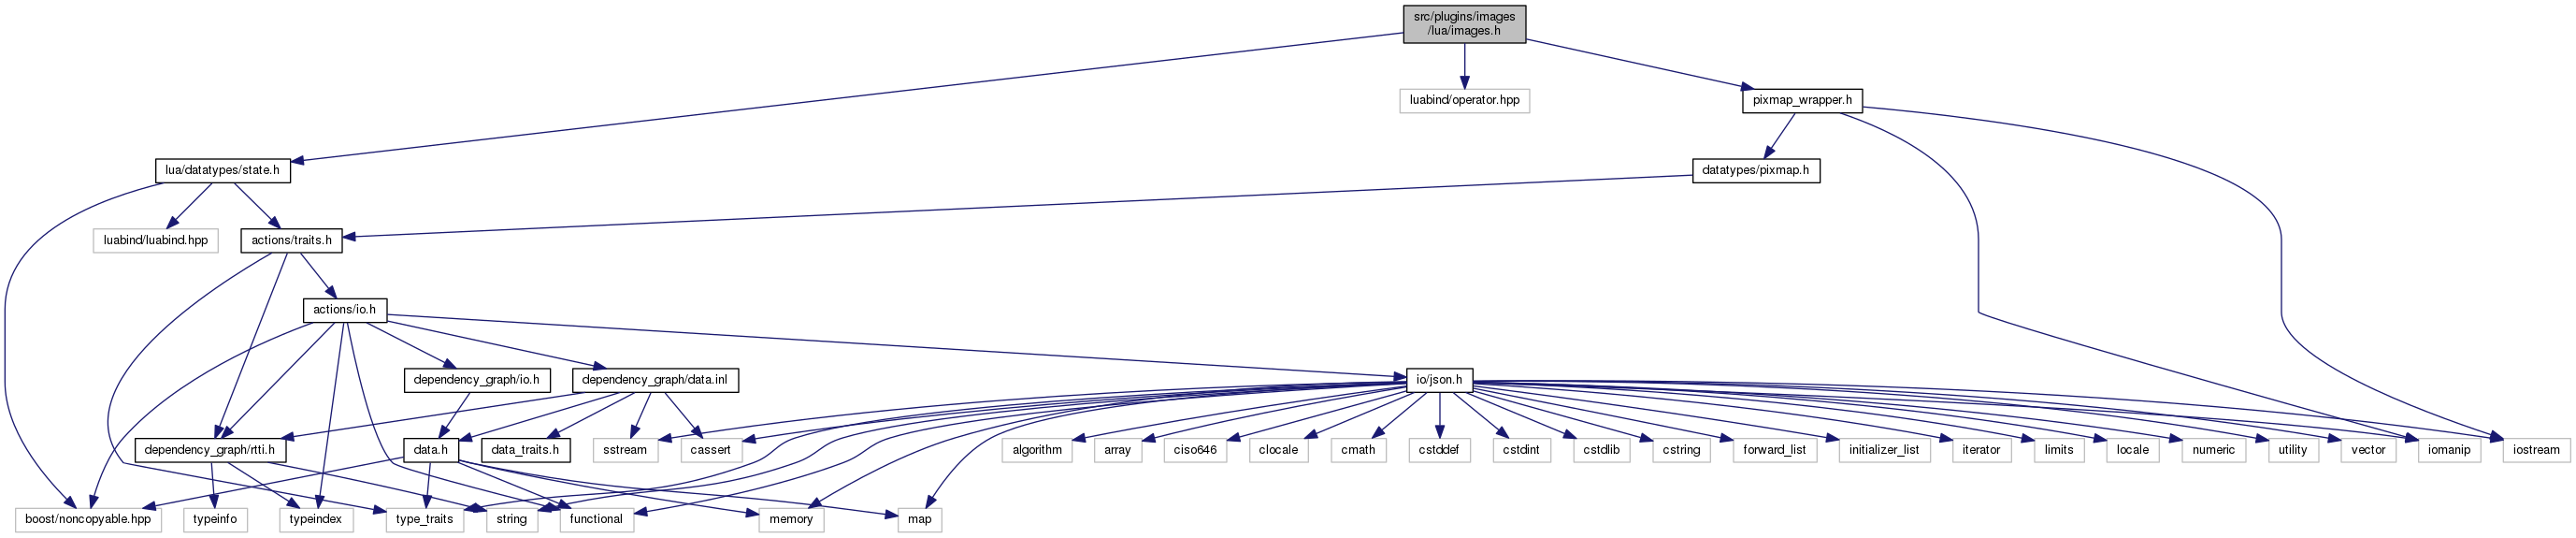 src/plugins/images
/lua/images.h
luabind/operator.hpp
pixmap_wrapper.h
lua/datatypes/state.h
datatypes/pixmap.h
luabind/luabind.hpp
actions/traits.h
actions/io.h
dependency_graph/io.h
dependency_graph/data.inl
io/json.h
dependency_graph/rtti.h
data.h
data_traits.h
sstream
cassert
algorithm
array
ciso646
clocale
cmath
cstddef
cstdint
cstdlib
cstring
forward_list
initializer_list
iterator
limits
locale
numeric
utility
vector
iomanip
iostream
boost/noncopyable.hpp
typeinfo
typeindex
type_traits
string
functional
memory
map